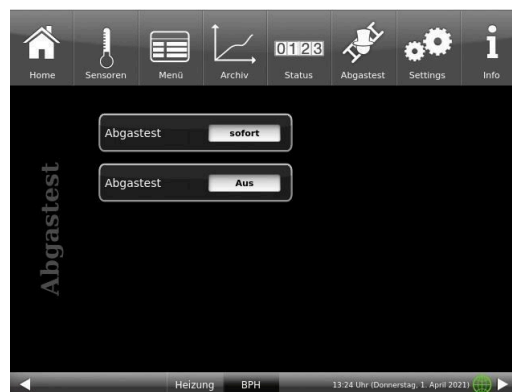 Home Sensoren Menü Archiv 0123 Status Abgastest Settings i Info
Abgastest sofort
Abgastest Aus
Abgastest
Heizung BPH 13:24 Uhr (Donnerstag, 1. April 2021)